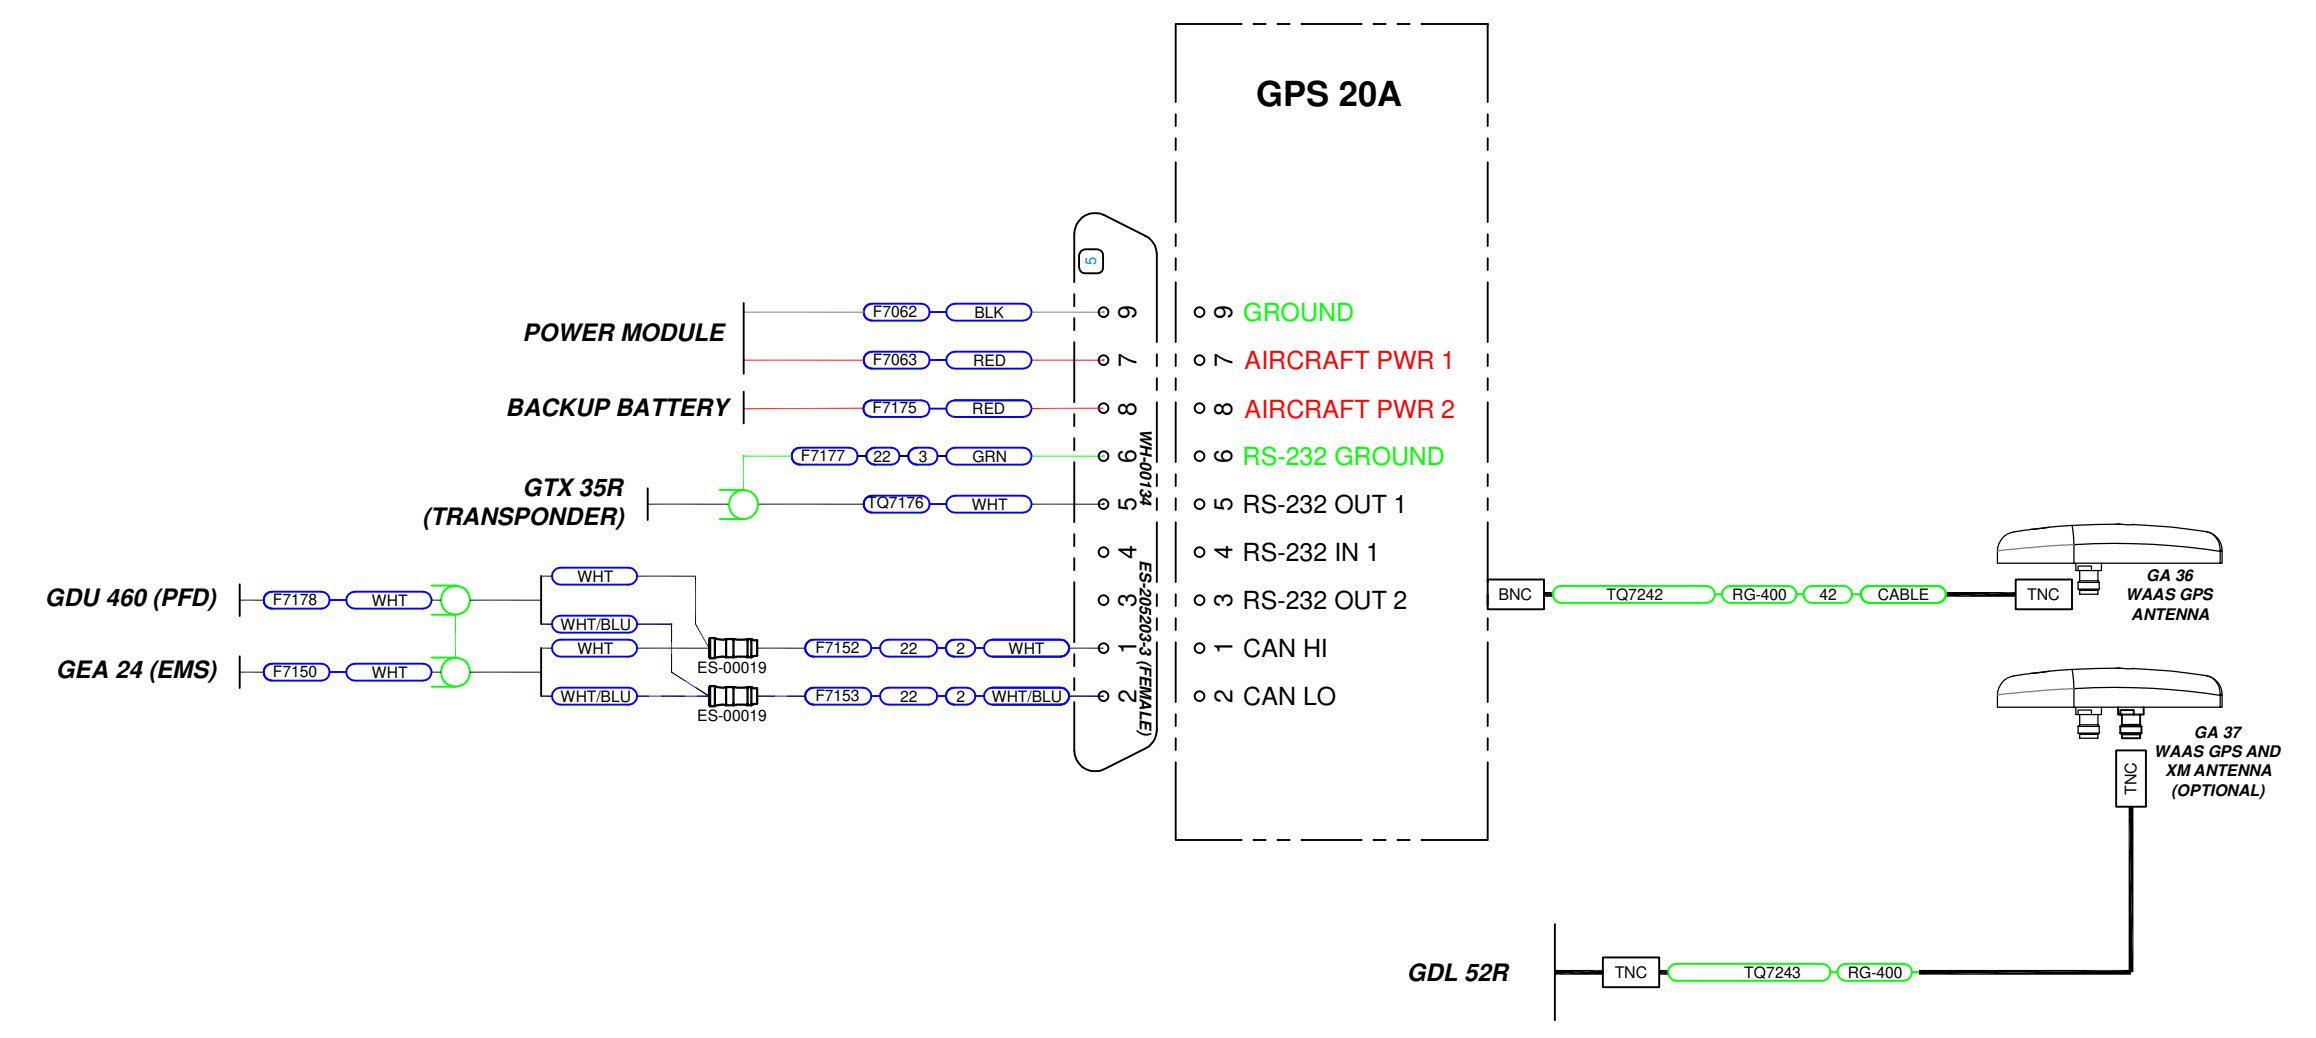 GPS 20A
5
POWER MODULE
F7062 BLK 9 9 GROUND
F7063 RED 7 7 AIRCRAFT PWR 1
BACKUP BATTERY F7175 RED 8 8 AIRCRAFT PWR 2
F7177 22 3 GRN 6 6 RS-232 GROUND
GTX 35R
(TRANSPONDER)
TQ7176 WHT 5 5 RS-232 OUT 1
4 4 RS-232 IN 1
3 3 RS-232 OUT 2
WH-00134
ES-205203-3 (FEMALE)
GDU 460 (PFD) F7178 WHT
WHT
WHT/BLU
GEA 24 (EMS) F7150 WHT
WHT
ES-00019
F7152 22 2 WHT 1 1 CAN HI
WHT/BLU
ES-00019
F7153 22 2 WHT/BLU 2 2 CAN LO
BNC TQ7242 RG-400 42 CABLE TNC
GA 36
WAAS GPS
ANTENNA
GA 37
WAAS GPS AND
XM ANTENNA
(OPTIONAL)
TNC
GDL 52R TNC TQ7243 RG-400